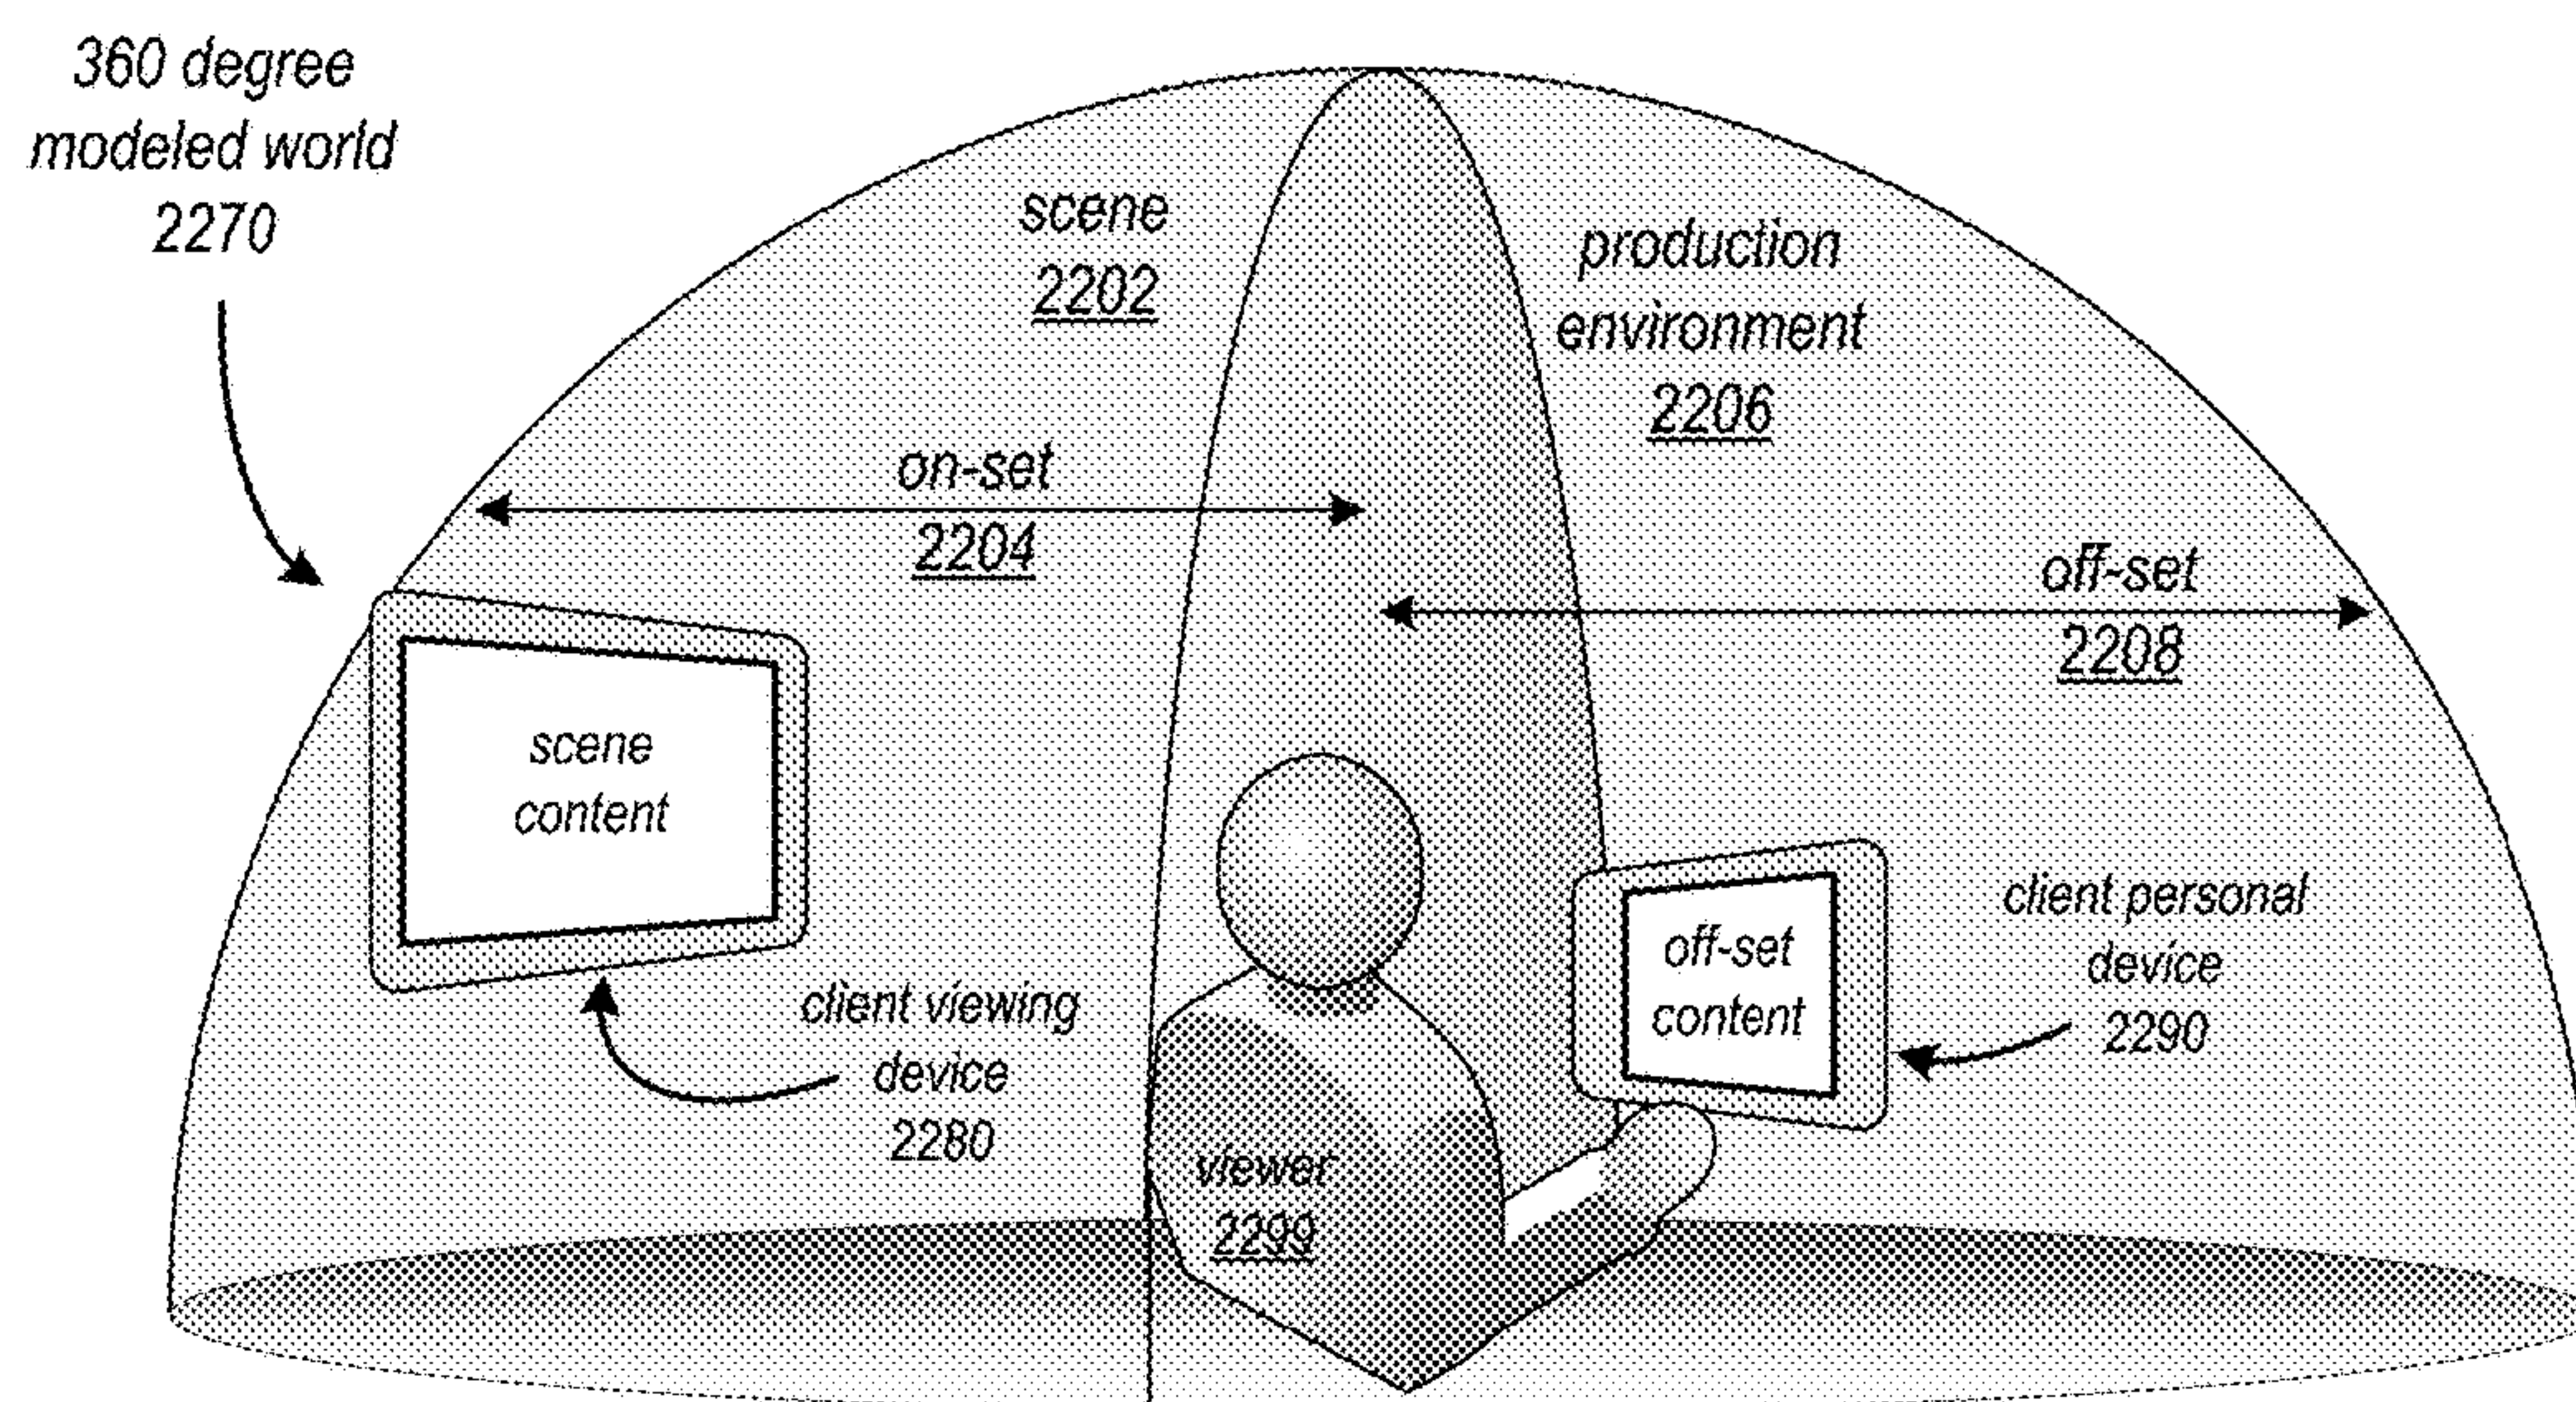 360 degree
modeled world
2270
scene
2202
production
environment
2206
on-set
2204
off-set
2208
scene
content
client viewing
device
2280
off-set
content
client personal
device
2290
viewer
2299